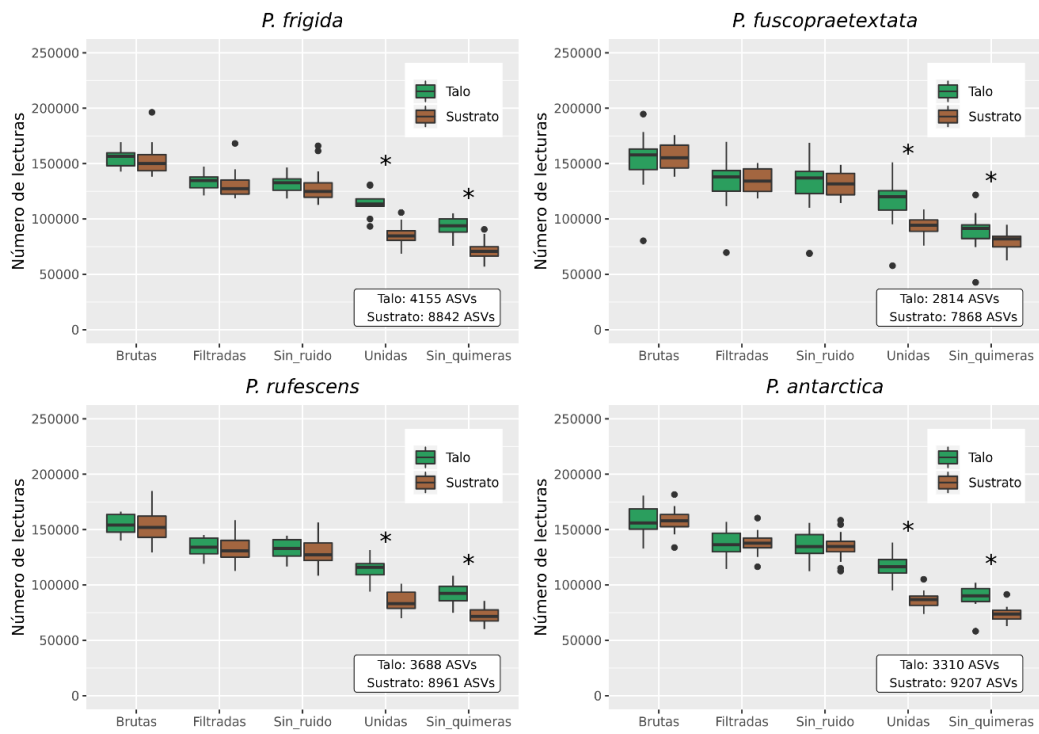 P. frigida
Número de lecturas
250000
200000
150000
100000
50000
0
Talo
Sustrato
*
*
Talo: 4155 ASVs
Sustrato: 8842 ASVs
Brutas Filtradas Sin_ruido Unidas Sin_quimeras
P. fuscopraetextata
Número de lecturas
250000
200000
150000
100000
50000
0
Talo
Sustrato
*
*
Talo: 2814 ASVs
Sustrato: 7868 ASVs
Brutas Filtradas Sin_ruido Unidas Sin_quimeras
P. rufescens
Número de lecturas
250000
200000
150000
100000
50000
0
Talo
Sustrato
*
*
Talo: 3688 ASVs
Sustrato: 8961 ASVs
Brutas Filtradas Sin_ruido Unidas Sin_quimeras
P. antarctica
Número de lecturas
250000
200000
150000
100000
50000
0
Talo
Sustrato
*
*
Talo: 3310 ASVs
Sustrato: 9207 ASVs
Brutas Filtradas Sin_ruido Unidas Sin_quimeras